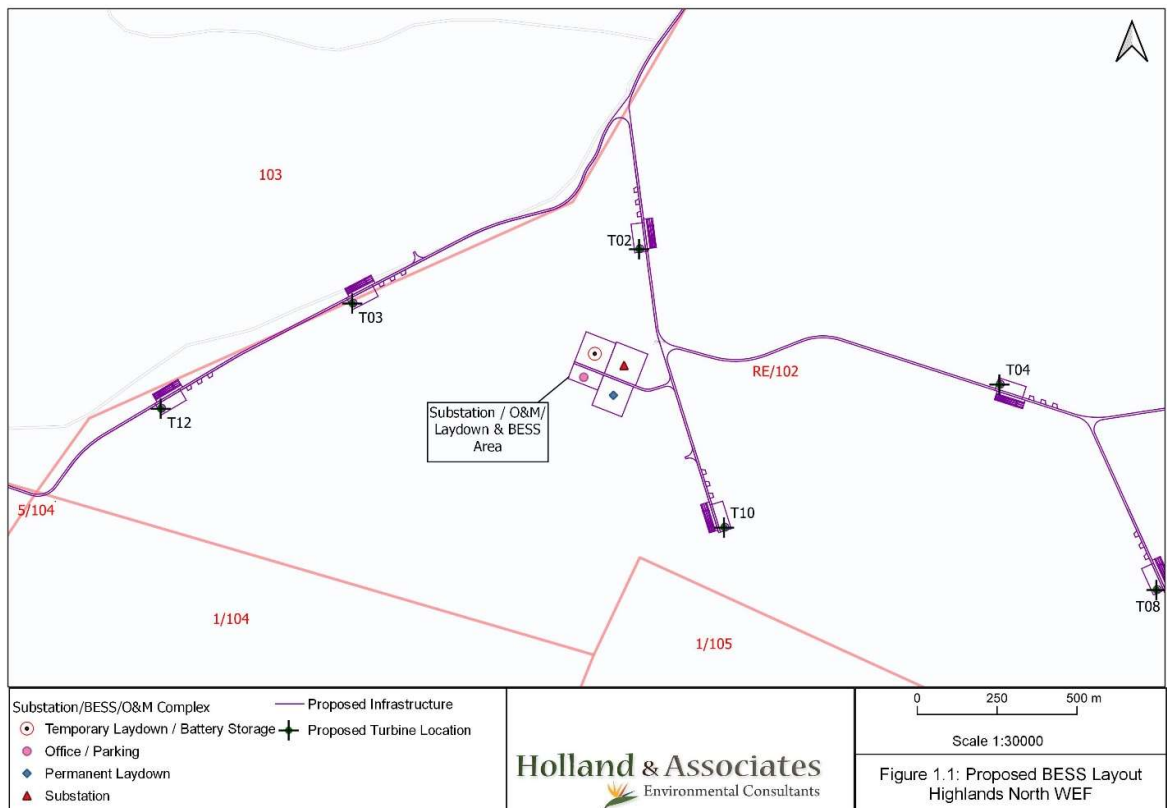 103
T02
T03
RE/102
T04
T12
Substation / O&M/
Laydown & BESS
Area
5/104
T10
T08
1/104
1/105
Substation/BESS/O&M Complex
Temporary Laydown / Battery Storage
Office / Parking
Permanent Laydown
Substation
Proposed Infrastructure
Proposed Turbine Location
Holland & Associates
Environmental Consultants
0 250 500 m
Scale 1:30000
Figure 1.1: Proposed BESS Layout
Highlands North WEF